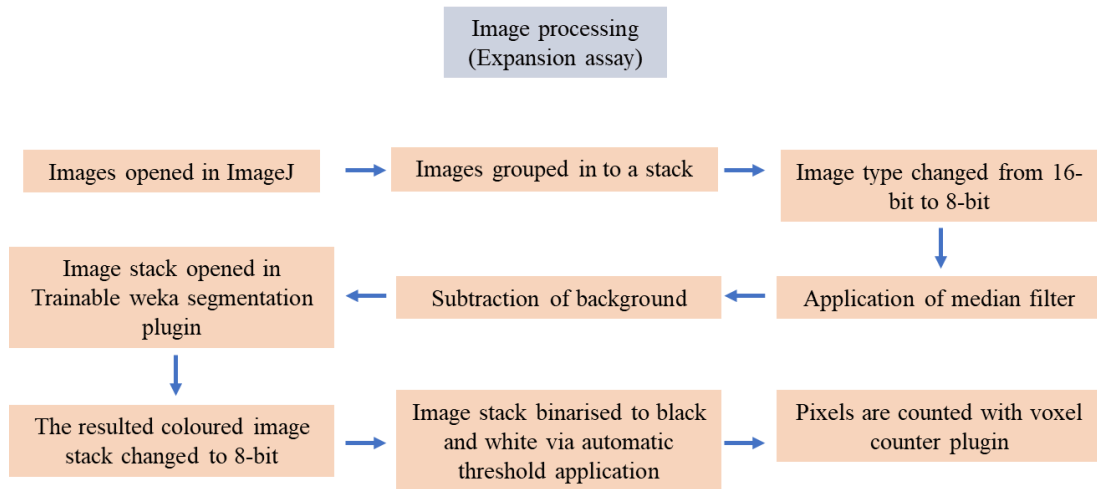 Image processing
(Expansion assay)
Images opened in ImageJ
Images grouped in to a stack
Image type changed from 16-
bit to 8-bit
Application of median filter
Subtraction of background
Image stack opened in
Trainable weka segmentation
plugin
The resulted coloured image
stack changed to 8-bit
Image stack binarised to black
and white via automatic
threshold application
Pixels are counted with voxel
counter plugin